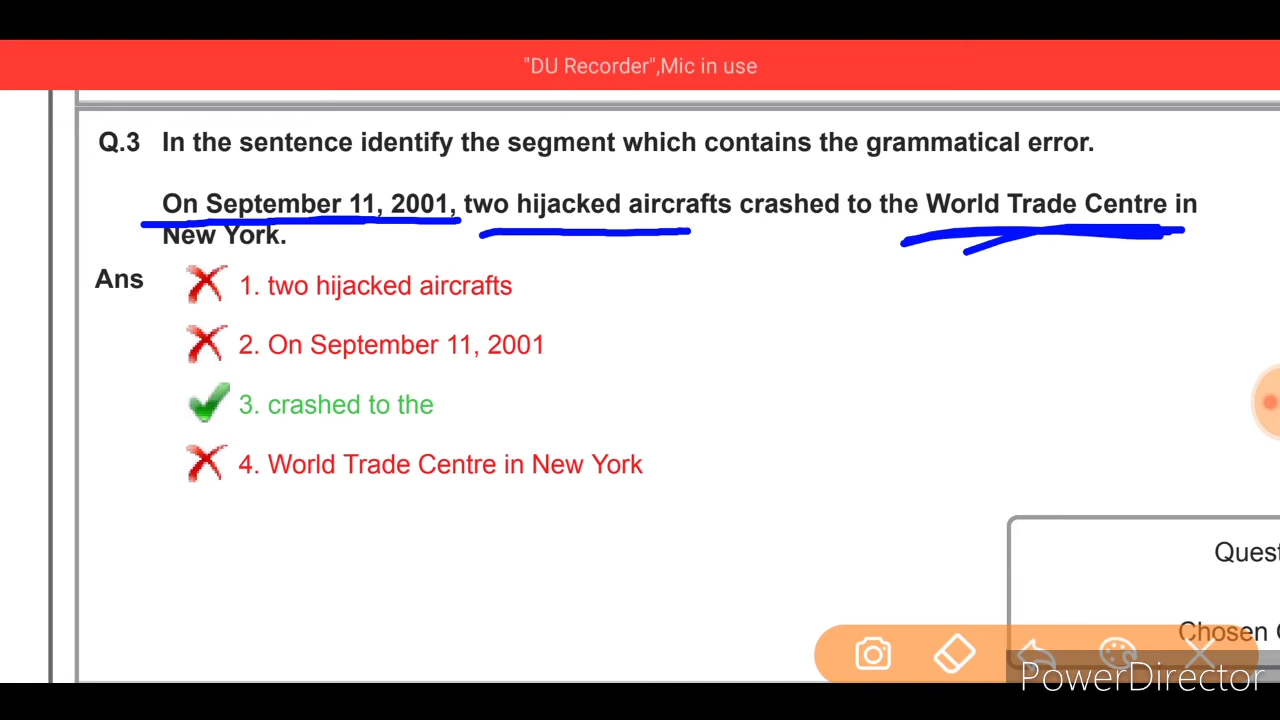 "DU Recorder",Mic in use
Q.3 In the sentence identify the segment which contains the grammatical error.
On September 11, 2001, two hijacked aircrafts crashed to the World Trade Centre in
New York.
Ans
1. two hijacked aircrafts
2. On September 11, 2001
3. crashed to the
4. World Trade Centre in New York
Quest
Chosen
PowerDirector